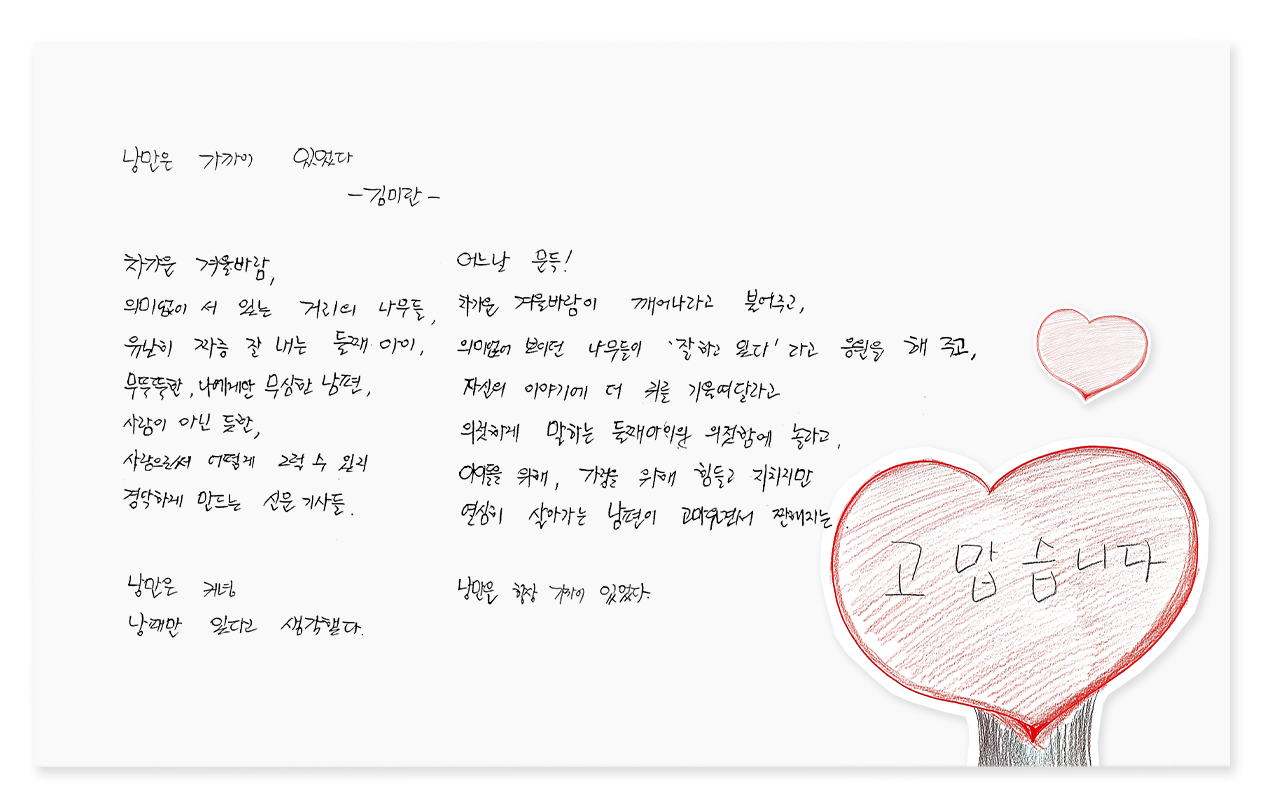 낭만은 가까이 있었다
-김미란-
차가운 겨울바람,
의미없이 서 있는 거리의 나무들,
유난히 짜증 잘 내는 둘째 아이,
무뚝뚝한, 나에게만 무심한 남편,
사람이 아닌 듯한,
사람으로써 어떻게 그럴 수 있는지
경악하게 만드는 신문 기사들.
낭만은 커녕
낭떠러지만 있다고 생각했다.
어느날 문득!
차가운 겨울바람이 깨어나라고 불어주고,
의미없어 보이던 나무들이 '잘하고 있다' 라고 응원을 해 주고,
자신의 이야기에 더 귀를 기울여달라고
의젓하게 말하는 둘째아이와 의젓함에 놀라고,
아이들을 위해, 가정을 위해 힘들고 지치지만
열심히 살아가는 남편이 고마우면서 짠해지는
낭만은 항상 가까이 있었다.
고맙습니다